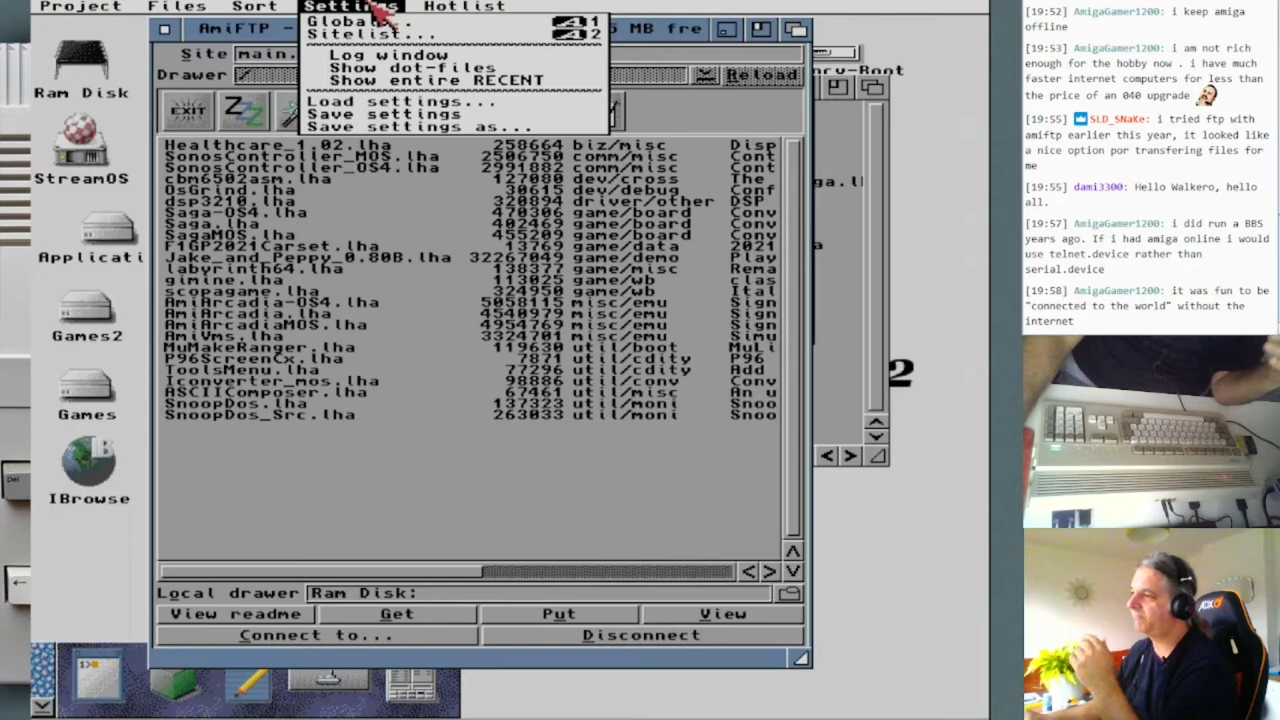 Project Files Sort Settings Hotlist
Global...
1
Sitelist...
2
Log window
Show dot-files
Show entire RECENT
Load settings...
Save settings
Save settings as...
AmiFTP -
5 MB fre
Site main.
Drawer /
Reload
EXIT
ZZZ
Healthcare_1.02.lha 258664 biz/misc Disp
SonosController_MOS.lha 2506750 comm/misc Cont
SonosController_OS4.lha 2991882 comm/misc Cont
cbm6502asm.lha 127080 dev/cross The
OsGrind.lha 30615 dev/debug Conf
dsp3210.lha 320894 driver/other DSP
Saga-OS4.lha 470306 game/board Conv
Saga.lha 402469 game/board Conv
SagaMOS.lha 455209 game/board Conv
F1GP2021Carset.lha 13769 game/data 2021
Jake_and_Peppy_0.80B.lha 32267049 game/demo Play
labyrinth64.lha 138377 game/misc Rema
gimine.lha 113025 game/wb clas
scopagame.lha 324950 game/wb Ital
AmiArcadia-OS4.lha 5058115 misc/emu Sign
AmiArcadia.lha 4540979 misc/emu Sign
AmiArcadiaMOS.lha 4954769 misc/emu Sign
AmiVms.lha 3324701 misc/emu Simu
MuMakeRanger.lha 119630 util/boot MuLi
P96ScreenCx.lha 7871 util/cdity P96
ToolsMenu.lha 77296 util/cdity Add
Iconverter_mos.lha 98886 util/conv Conv
ASCIIComposer.lha 67461 util/misc An u
SnoopDos.lha 137323 util/moni Snoo
SnoopDos_Src.lha 263033 util/moni Snoo
Local drawer Ram Disk:
View readme Get Put View
Connect to... Disconnect
Ram Disk
StreamOS
Applicati
Games2
Games
IBrowse
Del
ry-Root
ga.l
2
[19:52] AmigaGamer1200: i keep amiga
offline
[19:53] AmigaGamer1200: i am not rich
enough for the hobby now . i have much
faster internet computers for less than
the price of an 040 upgrade
[19:55] SLD_SNaKe: i tried ftp with
amiftp earlier this year, it looked like
a nice option por transfering files for
me
[19:55] dami3300: Hello Walkero, hello
all.
[19:57] AmigaGamer1200: i did run a BBS
years ago. If i had amiga online i would
use telnet.device rather than
serial.device
[19:58] AmigaGamer1200: it was fun to be
"connected to the world" without the
internet